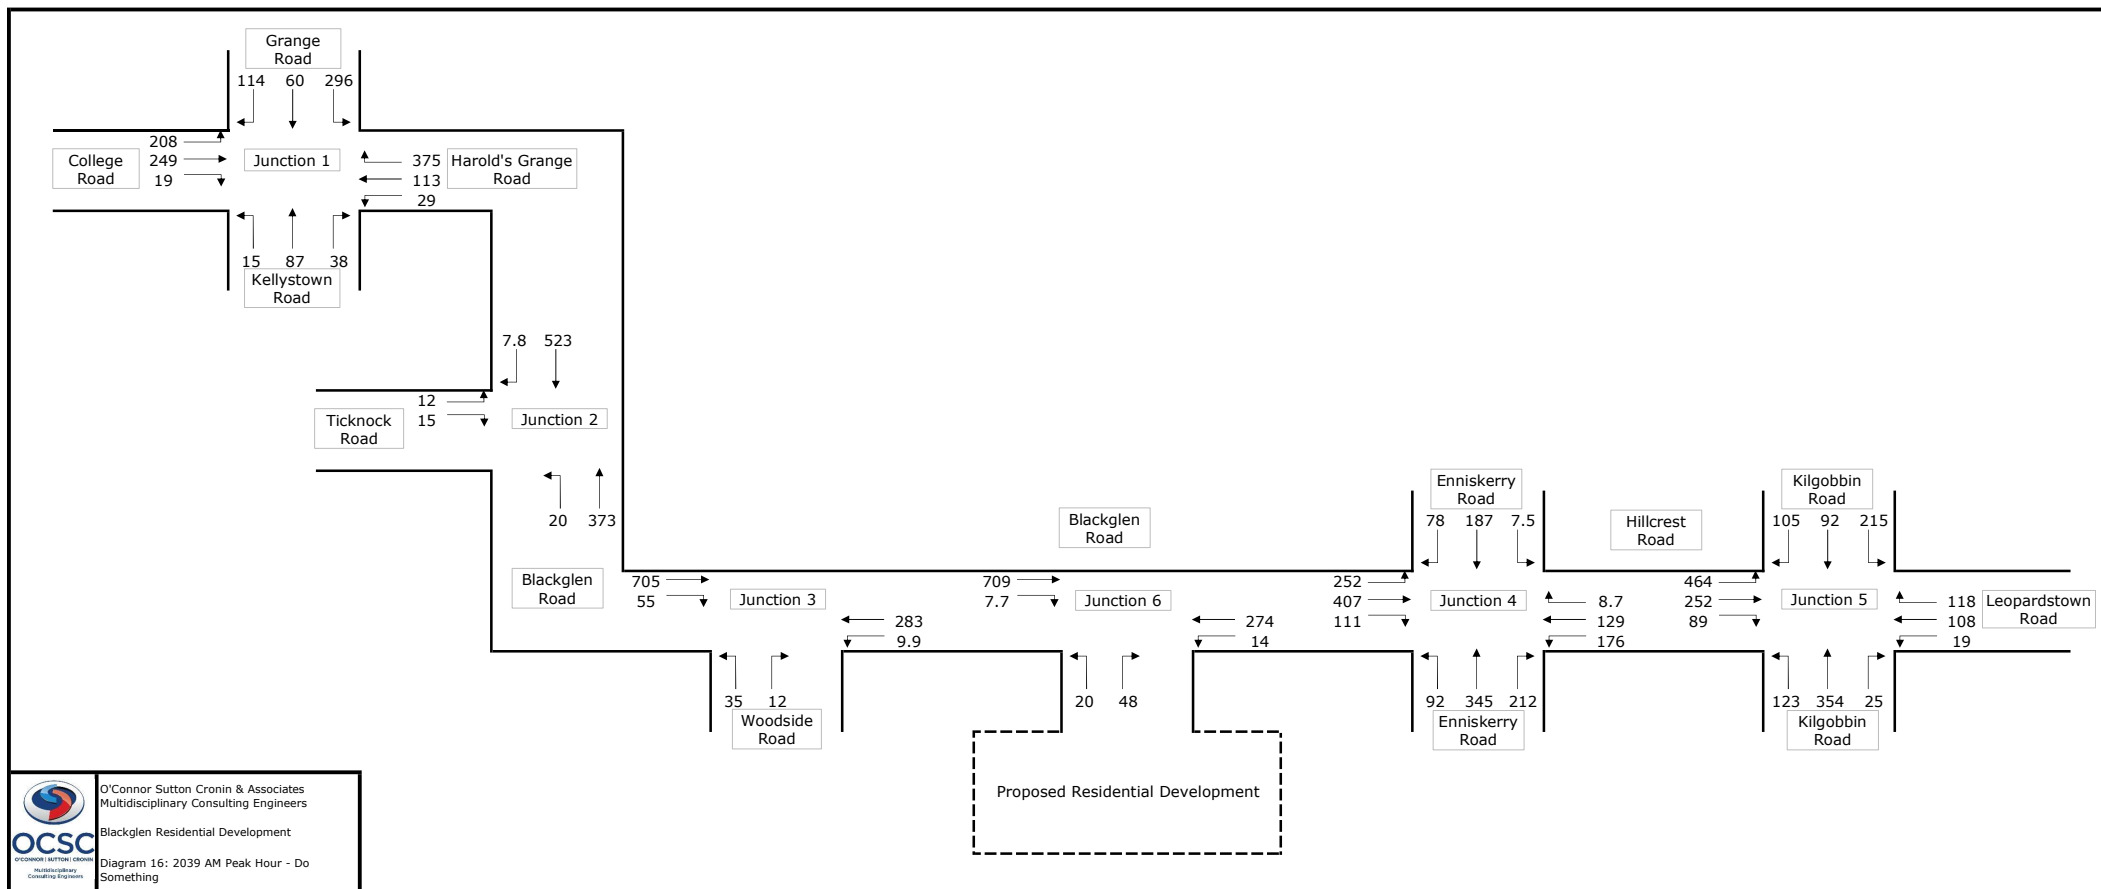 Grange
Road
114 60 296
208
249
19
College
Road
Junction 1
375
113
29
Harold's Grange
Road
15 87 38
Kellystown
Road
7.8 523
12
15
Ticknock
Road
Junction 2
20 373
Blackglen
Road
705
55
Junction 3
283
9.9
35 12
Woodside
Road
Blackglen
Road
709
7.7
Junction 6
274
14
20 48
Proposed Residential Development
Enniskerry
Road
78 187 7.5
252
407
111
Junction 4
8.7
129
176
92 345 212
Enniskerry
Road
Hillcrest
Road
Kilgobbin
Road
105 92 215
464
252
89
Junction 5
118
108
19
Leopardstown
Road
123 354 25
Kilgobbin
Road
OCSC
O'CONNOR | SUTTON | CRONIN
Multidisciplinary
Consulting Engineers
O'Connor Sutton Cronin & Associates
Multidisciplinary Consulting Engineers
Blackglen Residential Development
Diagram 16: 2039 AM Peak Hour - Do
Something